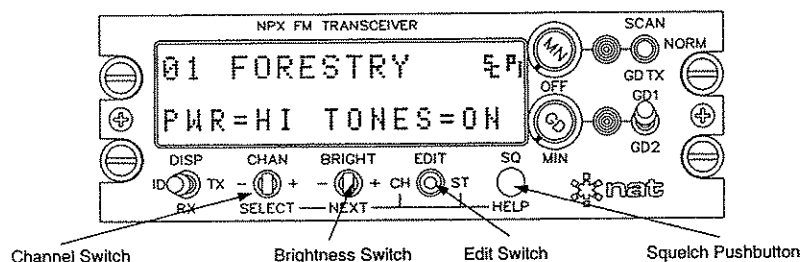 NPX FM TRANSCEIVER
SCAN
MN
NORM
01 FORESTRY
OFF
GD TX
GD1
PWR=HI TONES=ON
GD
MIN
GD2
DISP CHAN BRIGHT EDIT SQ
ID TX - + - + CH ST
RX SELECT NEXT HELP
nat
Channel Switch Brightness Switch Edit Switch Squelch Pushbutton